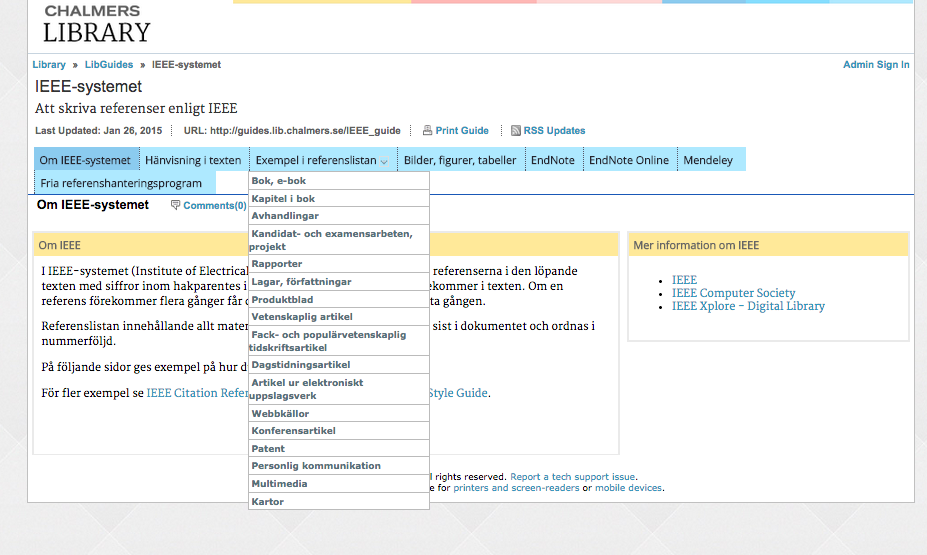 CHALMERS
LIBRARY
Library » LibGuides » IEEE-systemet
Admin Sign In
IEEE-systemet
Att skriva referenser enligt IEEE
Last Updated: Jan 26, 2015
URL: http://guides.lib.chalmers.se/IEEE_guide
Print Guide
RSS Updates
Om IEEE-systemet
Hänvisning i texten
Exempel i referenslistan
Bilder, figurer, tabeller
EndNote
EndNote Online
Mendeley
Fria referenshanteringsprogram
Om IEEE-systemet
Comments(0)
Bok, e-bok
Kapitel i bok
Avhandlingar
Kandidat- och examensarbeten,
projekt
Rapporter
Lagar, författningar
Produktblad
Vetenskaplig artikel
Fack- och populärvetenskaplig
tidskriftsartikel
Dagstidningsartikel
Artikel ur elektroniskt
uppslagsverk
Webbkällor
Konferensartikel
Patent
Personlig kommunikation
Multimedia
Kartor
Om IEEE
I IEEE-systemet (Institute of Electrical referenserna i den löpande
texten med siffror inom hakparentes i ekommer i texten. Om en
referens förekommer flera gånger får ta gången.
Referenslistan innehållande allt mater sist i dokumentet och ordnas i
nummerföljd.
På följande sidor ges exempel på hur d
För fler exempel se IEEE Citation Refer Style Guide.
Mer information om IEEE
IEEE
IEEE Computer Society
IEEE Xplore - Digital Library
l rights reserved. Report a tech support issue.
e for printers and screen-readers or mobile devices.